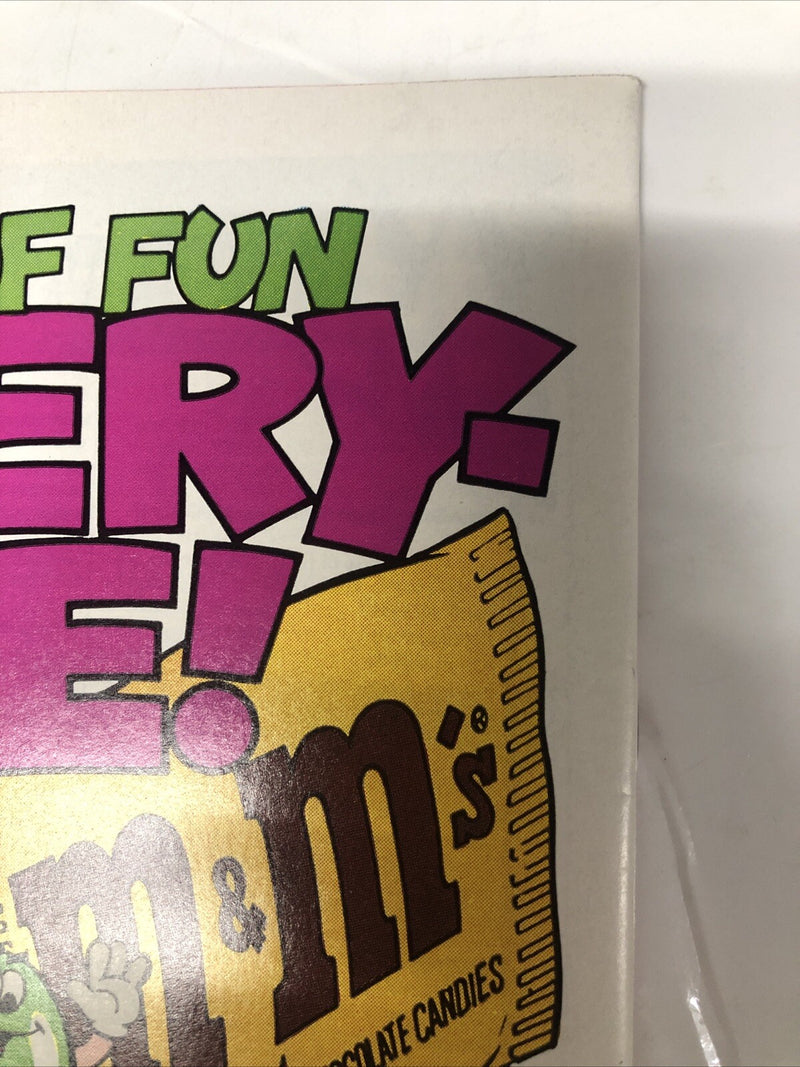 F FUN
ERY-
E!
m&m's®
CHOCOLATE CANDIES